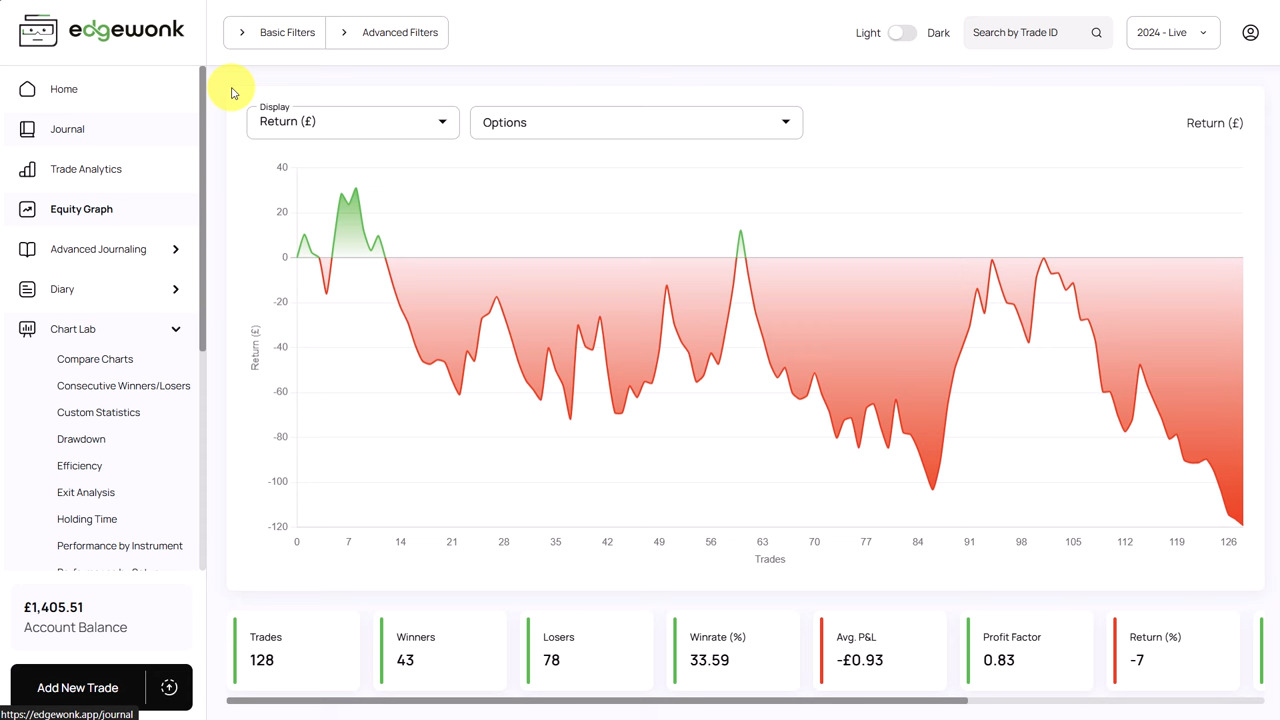 edgewonk
Basic Filters
Advanced Filters
Light
Dark
Search by Trade ID
2024 - Live
Home
Journal
Trade Analytics
Equity Graph
Advanced Journaling
Diary
Chart Lab
Compare Charts
Consecutive Winners/Losers
Custom Statistics
Drawdown
Efficiency
Exit Analysis
Holding Time
Performance by Instrument
£1,405.51
Account Balance
Add New Trade
https://edgewonk.app/journal
Display
Return (£)
Options
Return (£)
40
20
0
-20
-40
-60
-80
-100
-120
Return (£)
0 7 14 21 28 35 42 49 56 63 70 77 84 91 98 105 112 119 126
Trades
Trades
128
Winners
43
Losers
78
Winrate (%)
33.59
Avg. P&L
-£0.93
Profit Factor
0.83
Return (%)
-7